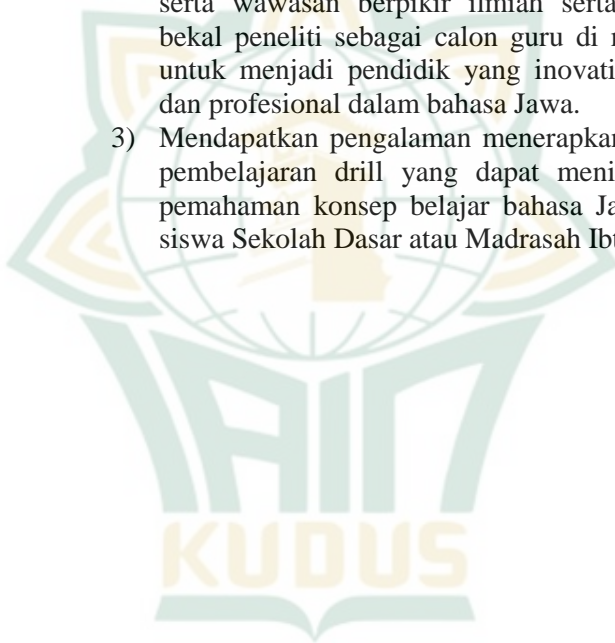 serta wawasan berpikir ilmiah serta
bekal peneliti sebagai calon guru di
untuk menjadi pendidik yang inovati
dan profesional dalam bahasa Jawa.
3) Mendapatkan pengalaman menerapkan
pembelajaran drill yang dapat meni
pemahaman konsep belajar bahasa Ja
siswa Sekolah Dasar atau Madrasah Ib
IAIN
KUDUS